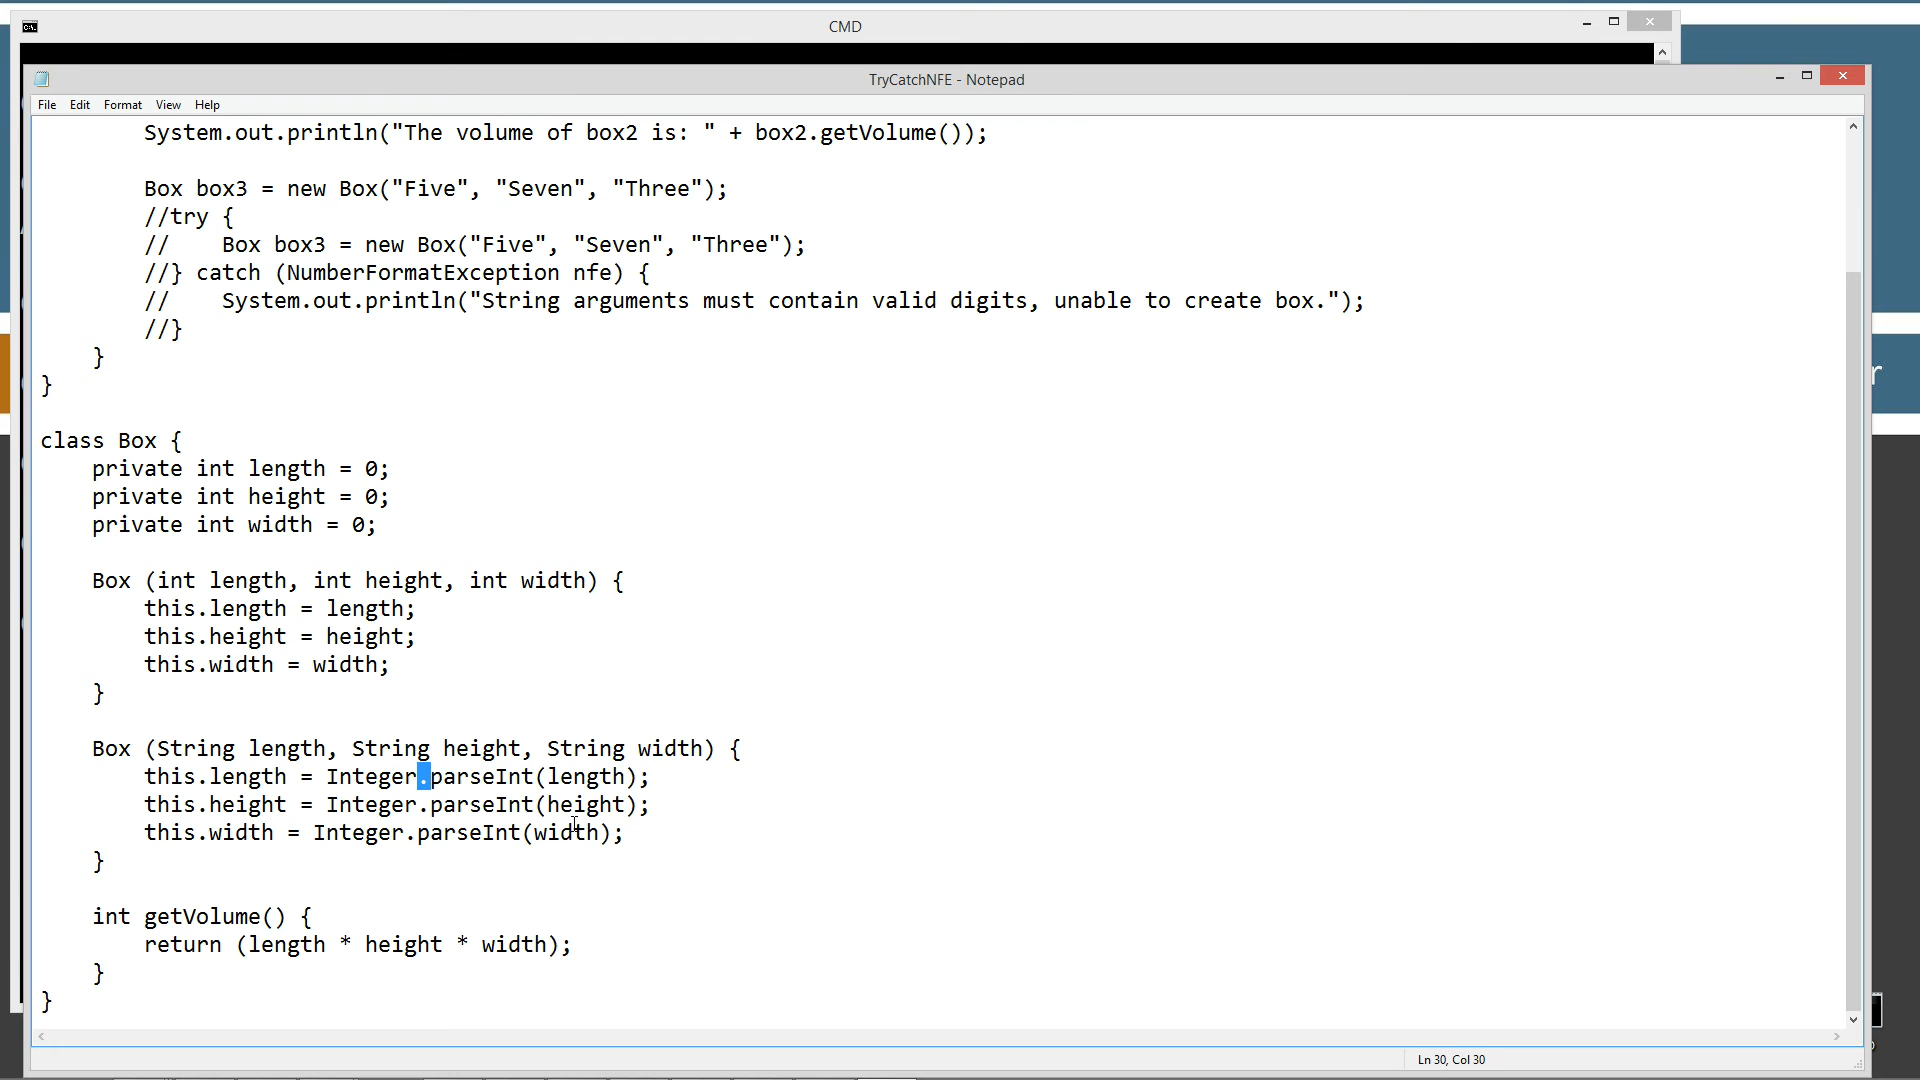 CMD
TryCatchNFE - Notepad
File Edit Format View Help
        System.out.println("The volume of box2 is: " + box2.getVolume());

        Box box3 = new Box("Five", "Seven", "Three");
        //try {
        //    Box box3 = new Box("Five", "Seven", "Three");
        //} catch (NumberFormatException nfe) {
        //    System.out.println("String arguments must contain valid digits, unable to create box.");
        //}
    }
}

class Box {
    private int length = 0;
    private int height = 0;
    private int width = 0;

    Box (int length, int height, int width) {
        this.length = length;
        this.height = height;
        this.width = width;
    }

    Box (String length, String height, String width) {
        this.length = Integer.parseInt(length);
        this.height = Integer.parseInt(height);
        this.width = Integer.parseInt(width);
    }

    int getVolume() {
        return (length * height * width);
    }
}
Ln 30, Col 30